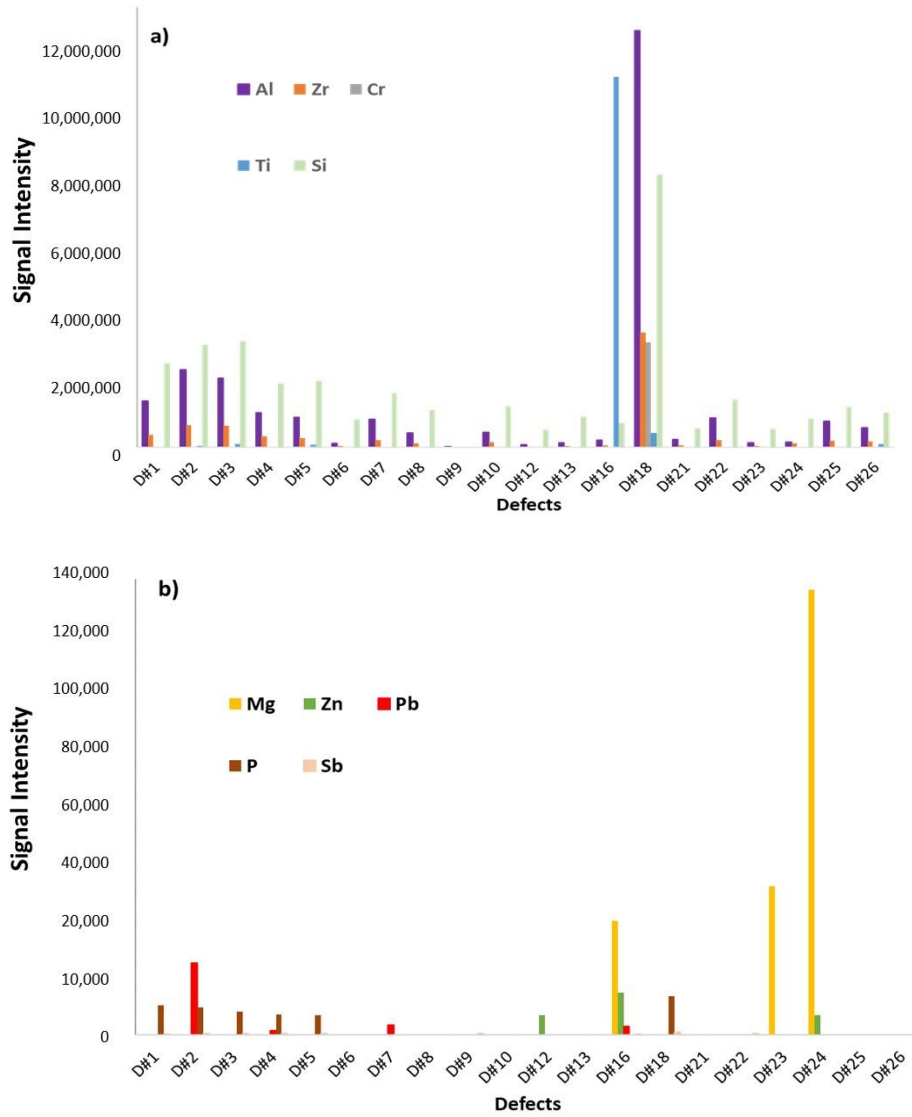 a)
12,000,000
10,000,000
8,000,000
6,000,000
4,000,000
2,000,000
0
Signal Intensity
Al Zr Cr
Ti Si
D#1 D#2 D#3 D#4 D#5 D#6 D#7 D#8 D#9 D#10 D#12 D#13 D#16 D#18 D#21 D#22 D#23 D#24 D#25 D#26
Defects
b)
140,000
120,000
100,000
80,000
60,000
40,000
20,000
10,000
0
Signal Intensity
Mg Zn Pb
P Sb
D#1 D#2 D#3 D#4 D#5 D#6 D#7 D#8 D#9 D#10 D#12 D#13 D#16 D#18 D#21 D#22 D#23 D#24 D#25 D#26
Defects